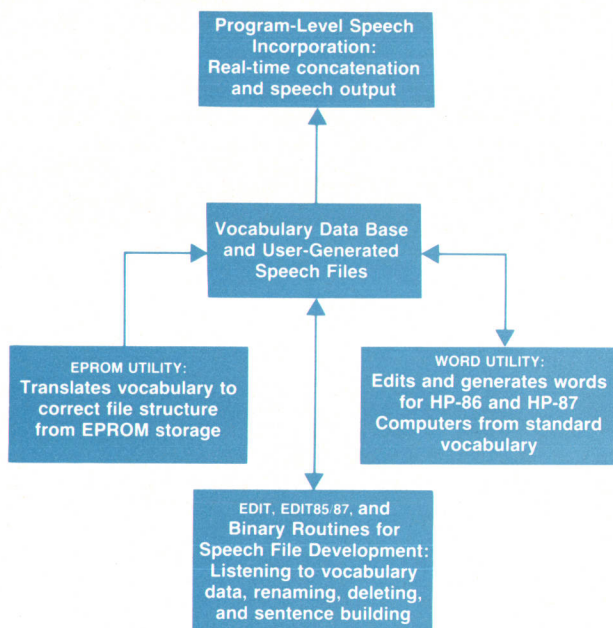 Program-Level Speech
Incorporation:
Real-time concatenation
and speech output
Vocabulary Data Base
and User-Generated
Speech Files
EPROM UTILITY:
Translates vocabulary to
correct file structure
from EPROM storage
WORD UTILITY:
Edits and generates words
for HP-86 and HP-87
Computers from standard
vocabulary
EDIT, EDIT85/87, and
Binary Routines for
Speech File Development:
Listening to vocabulary
data, renaming, deleting,
and sentence building